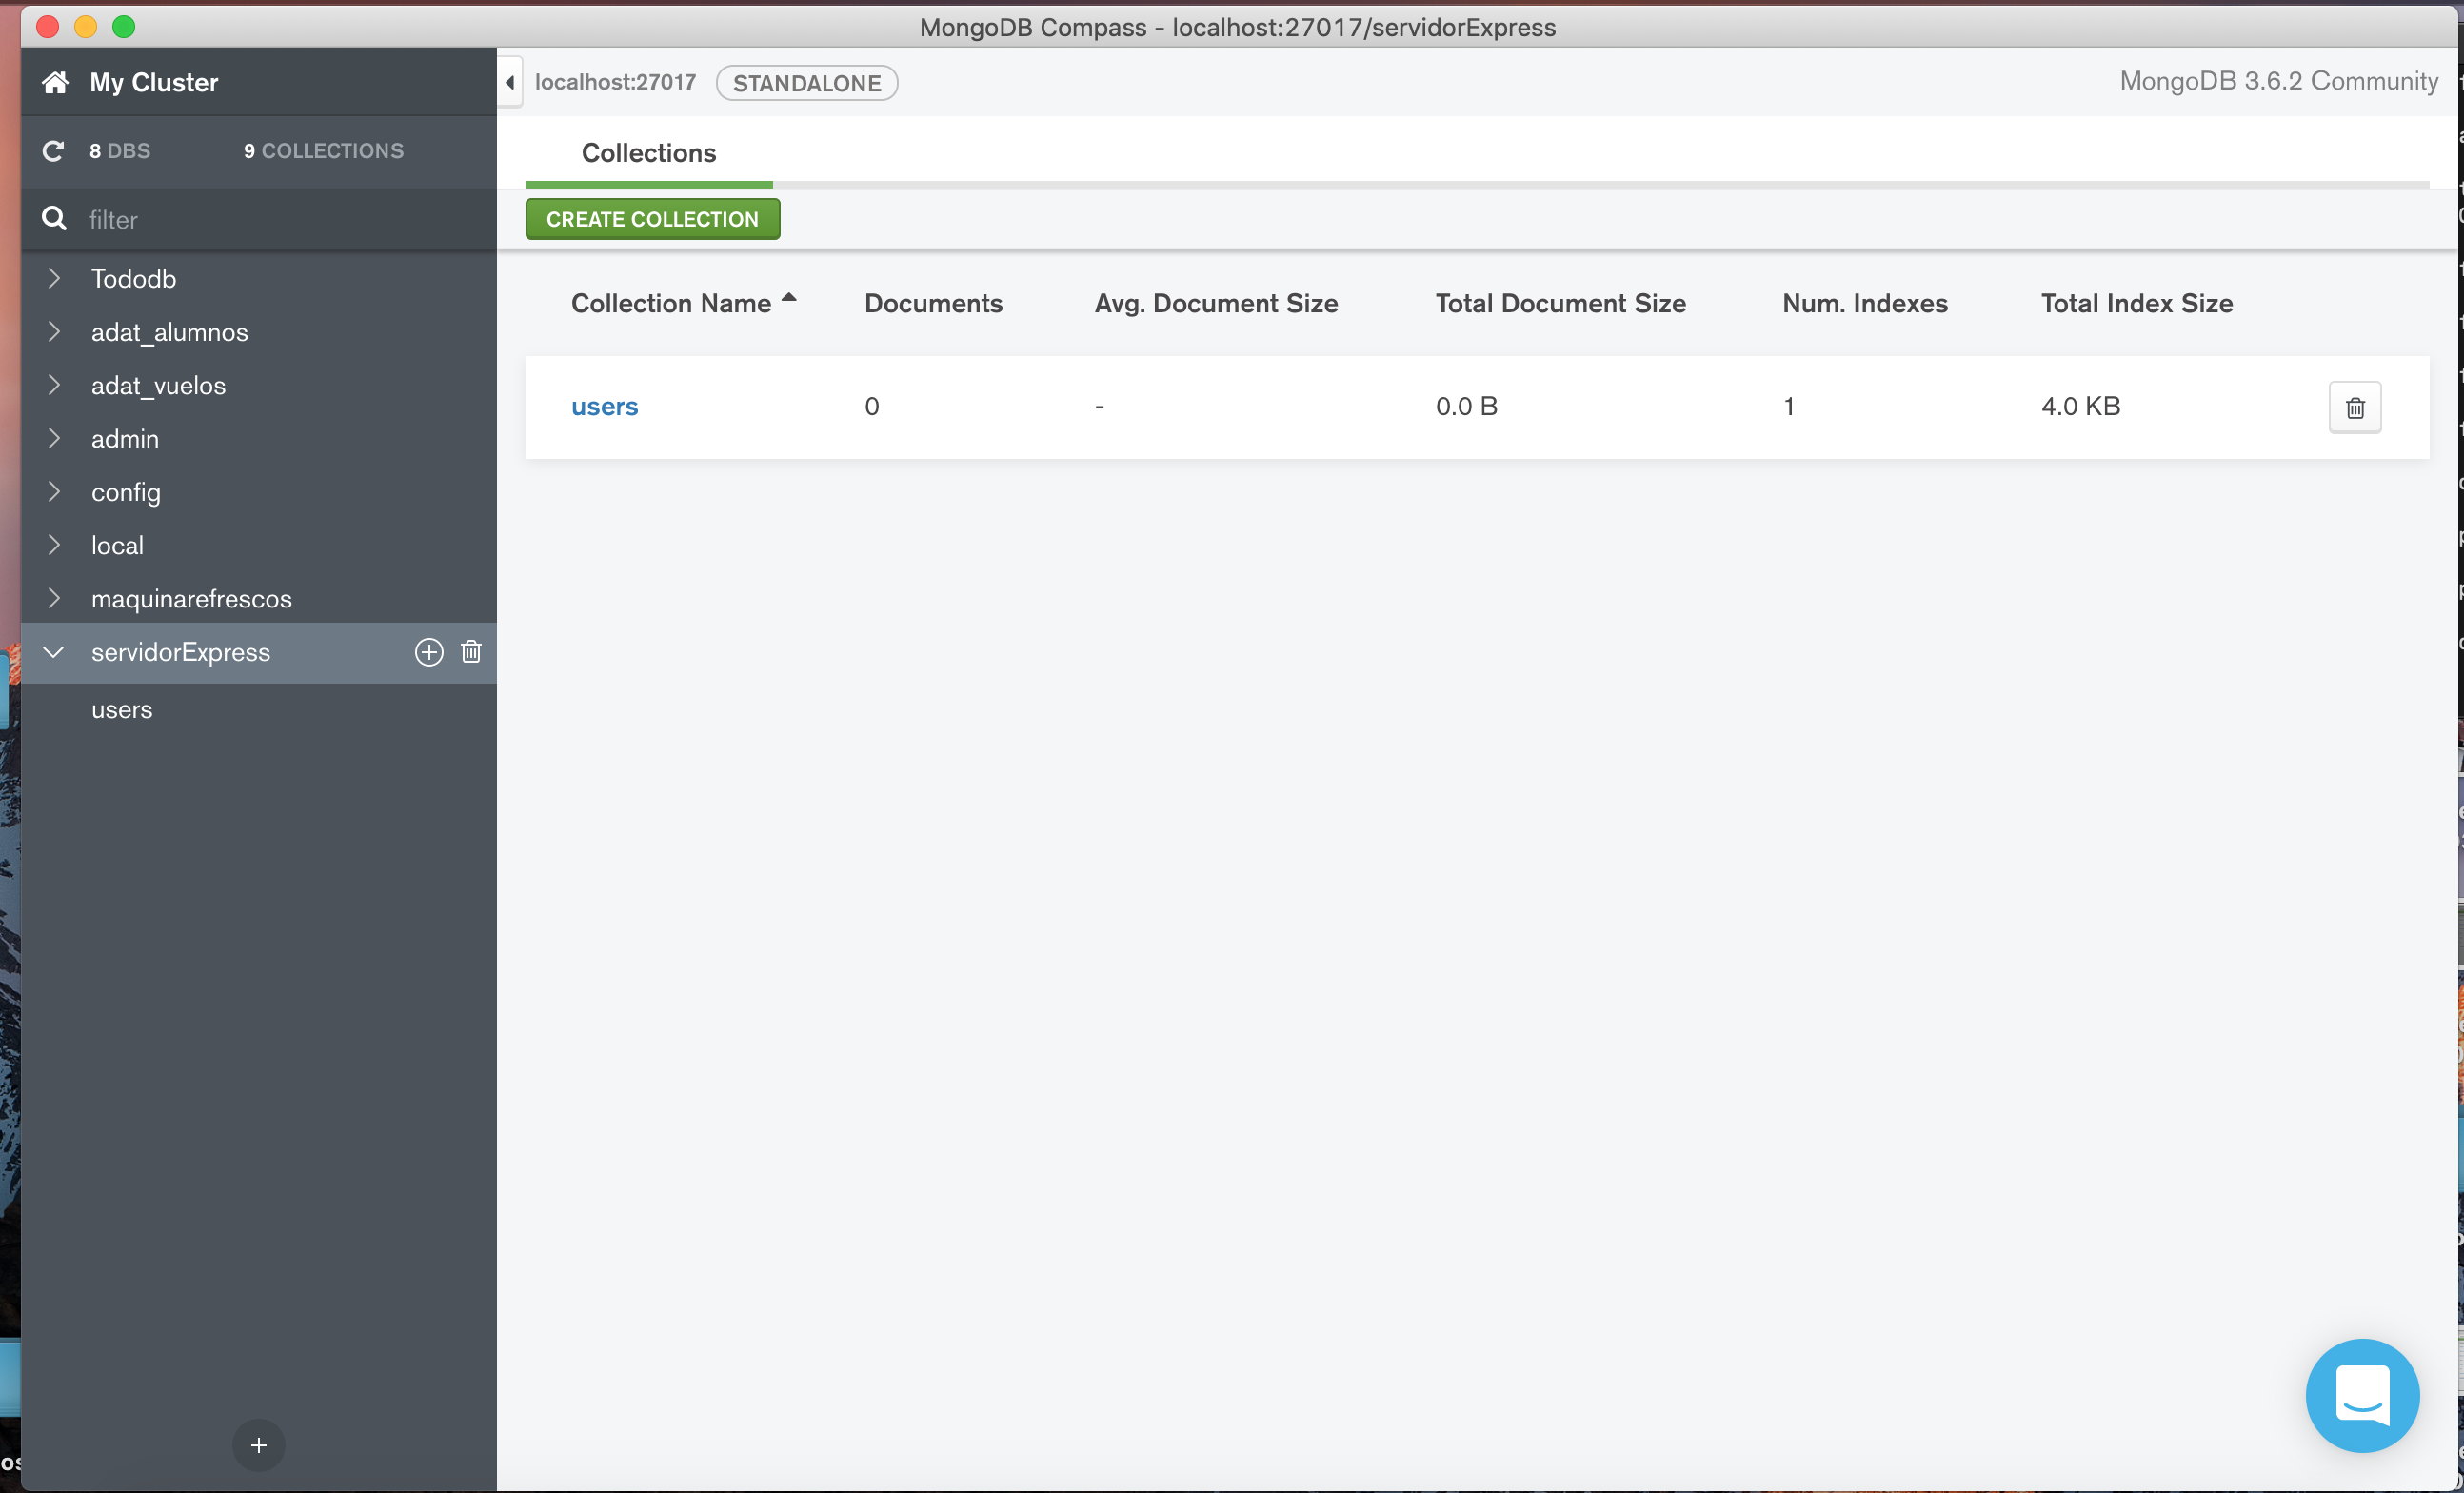 MongoDB Compass - localhost:27017/servidorExpress
My Cluster
localhost:27017 STANDALONE MongoDB 3.6.2 Community
8 DBS 9 COLLECTIONS
Collections
filter
CREATE COLLECTION
Tododb
adat_alumnos
adat_vuelos
admin
config
local
maquinarefrescos
servidorExpress
users
Collection Name Documents Avg. Document Size Total Document Size Num. Indexes Total Index Size
users 0 - 0.0 B 1 4.0 KB